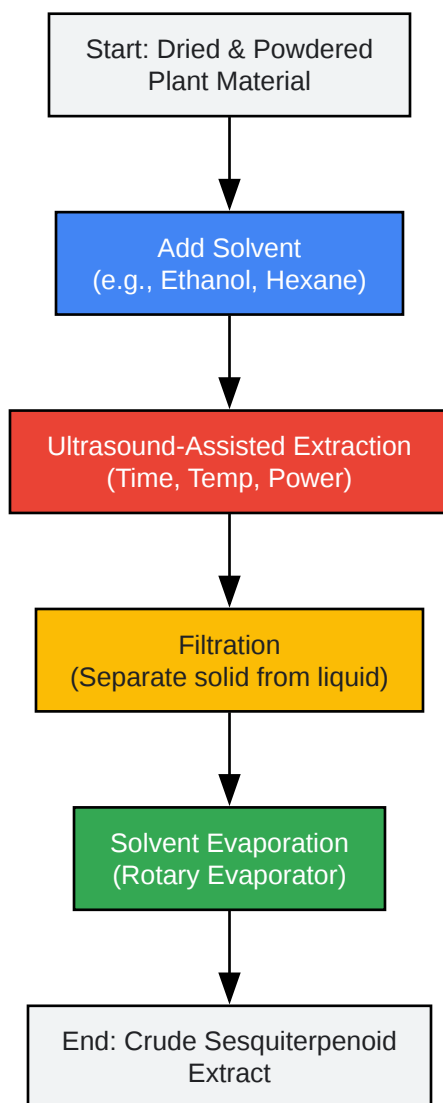 Start: Dried & Powdered
Plant Material
Add Solvent
(e.g., Ethanol, Hexane)
Ultrasound-Assisted Extraction
(Time, Temp, Power)
Filtration
(Separate solid from liquid)
Solvent Evaporation
(Rotary Evaporator)
End: Crude Sesquiterpenoid
Extract